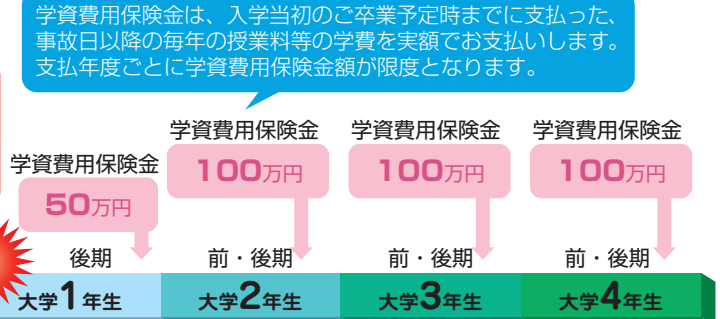 学資費用保険金は、入学当初のご卒業予定時までに支払った、
事故日以降の毎年の授業料等の学費を実額でお支払いします。
支払年度ごとに学資費用保険金額が限度となります。
学資費用保険金
50万円
後期
大学1年生
学資費用保険金
100万円
前・後期
大学2年生
学資費用保険金
100万円
前・後期
大学3年生
学資費用保険金
100万円
前・後期
大学4年生